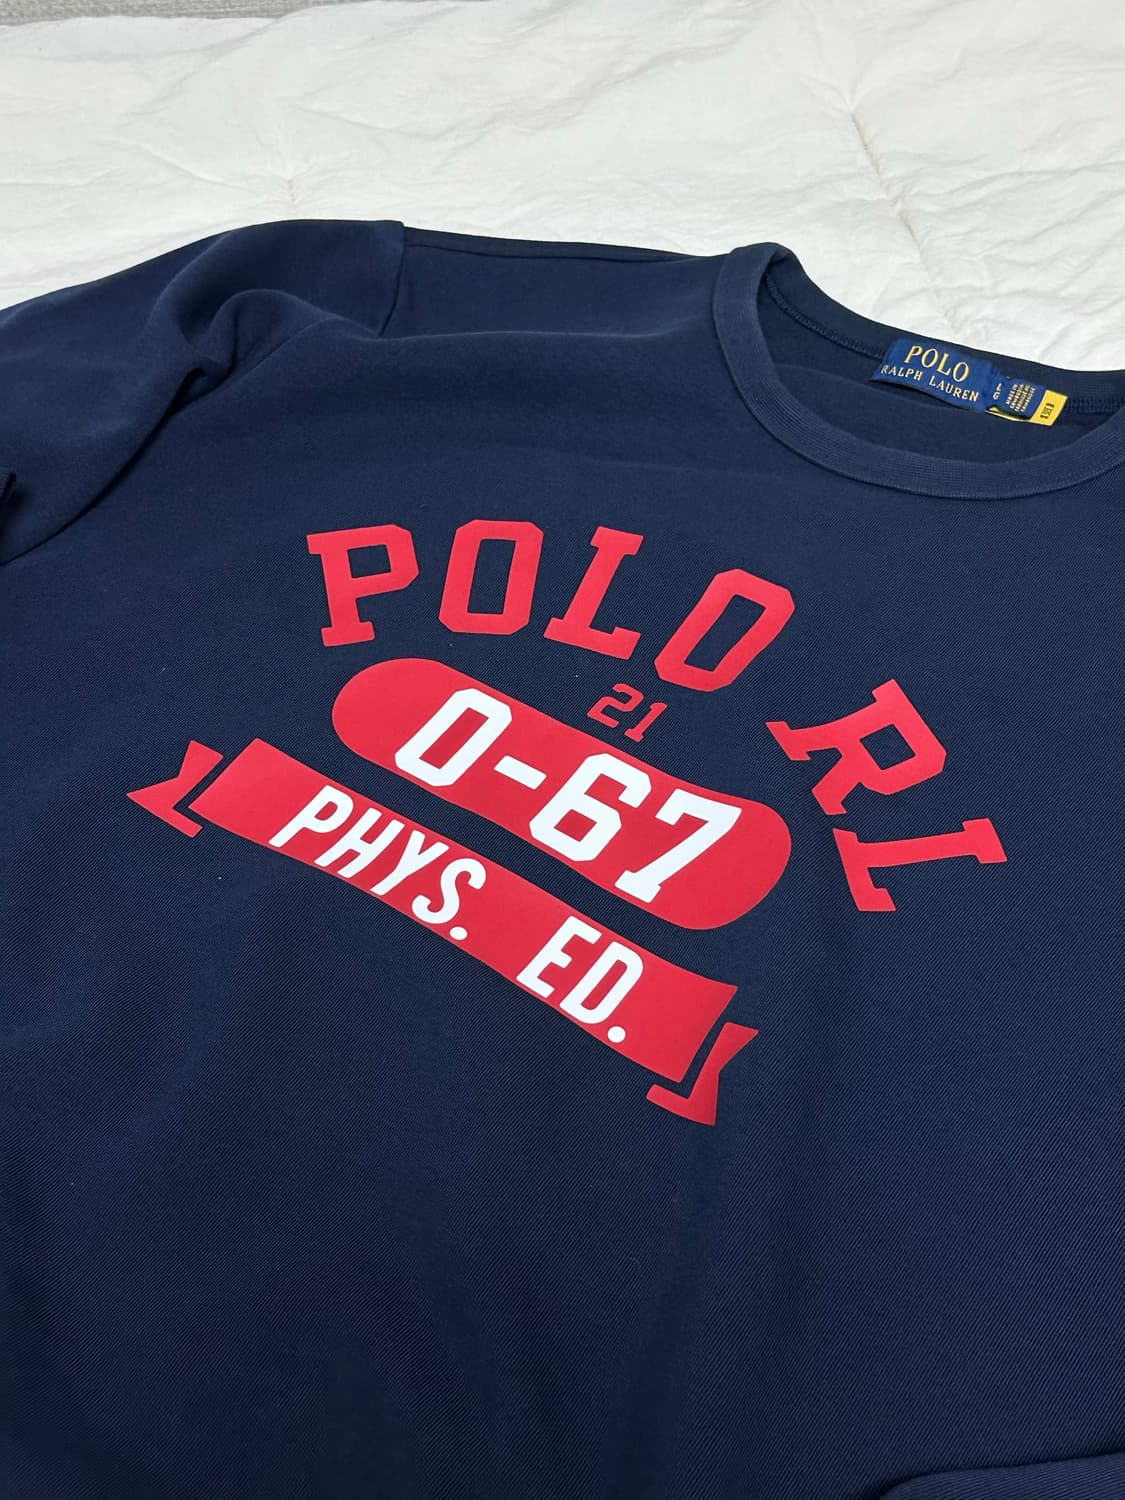 POLO
RALPH LAUREN
L
G
POLO RL
21
0-67
PHYS. ED.